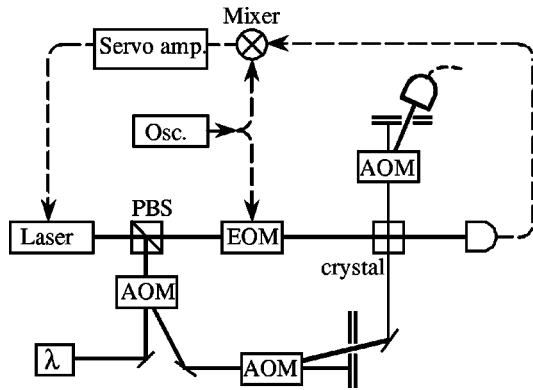 Mixer
Servo amp.
Osc.
AOM
PBS
Laser
EOM
crystal
AOM
λ
AOM